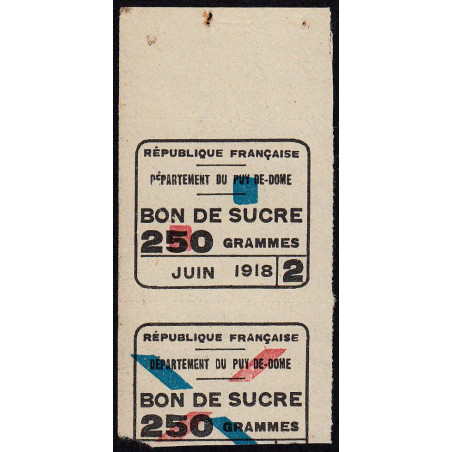 RÉPUBLIQUE FRANÇAISE
DÉPARTEMENT DU PUY-DE-DOME
BON DE SUCRE
250 GRAMMES
JUIN 1918 2
RÉPUBLIQUE FRANÇAISE
DÉPARTEMENT DU PUY-DE-DOME
BON DE SUCRE
250 GRAMMES